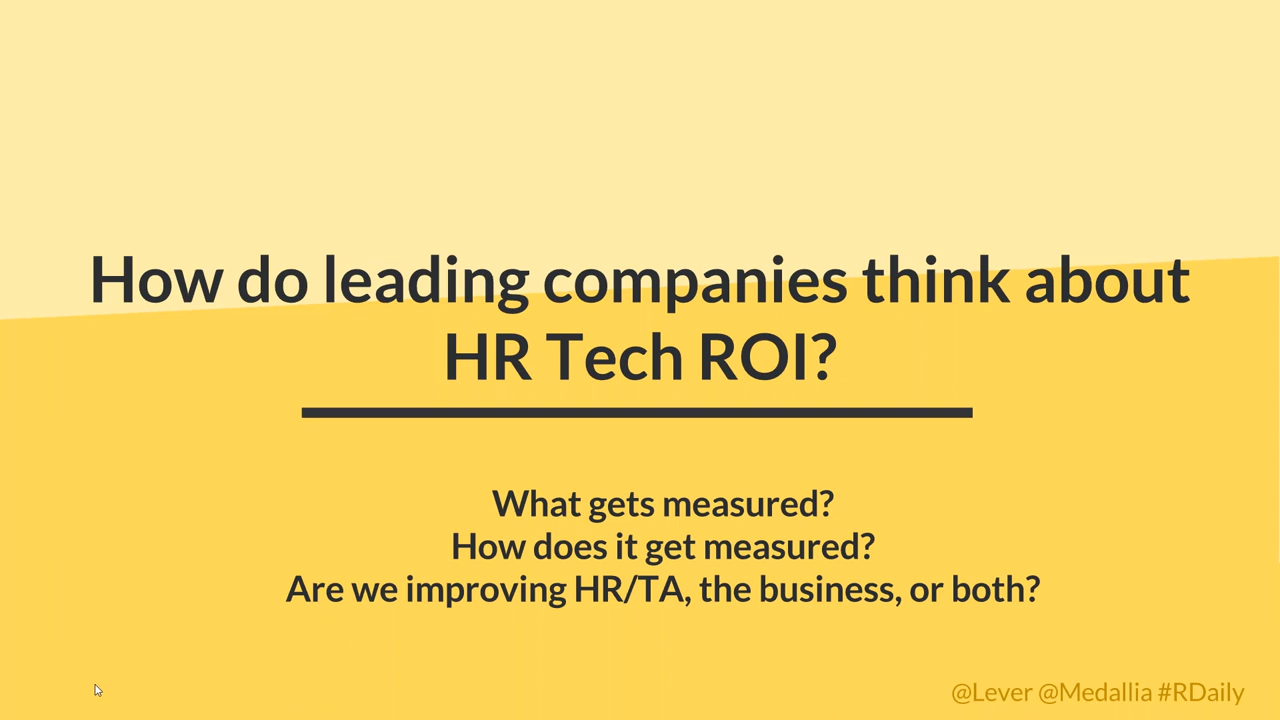 How do leading companies think about
HR Tech ROI?
What gets measured?
How does it get measured?
Are we improving HR/TA, the business, or both?
@Lever @Medallia #RDaily